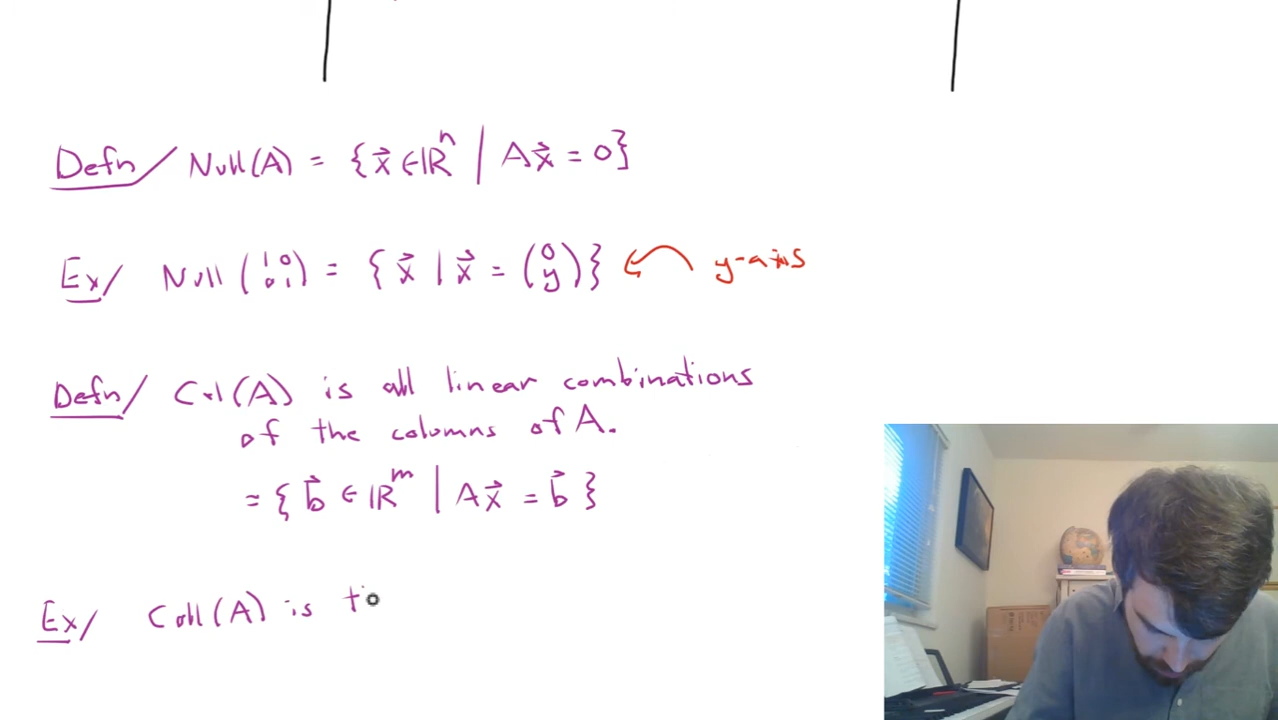 Defn/ Null(A) = {x⃗ ∈ ℝⁿ | Ax⃗ = 0}
Ex/ Null (1 0 0 1) = {x⃗ | x⃗ = (0 y)} y-axis
Defn/ Col(A) is all linear combinations
of the columns of A.
= {b⃗ ∈ ℝᵐ | Ax⃗ = b⃗}
Ex/ Coll(A) is